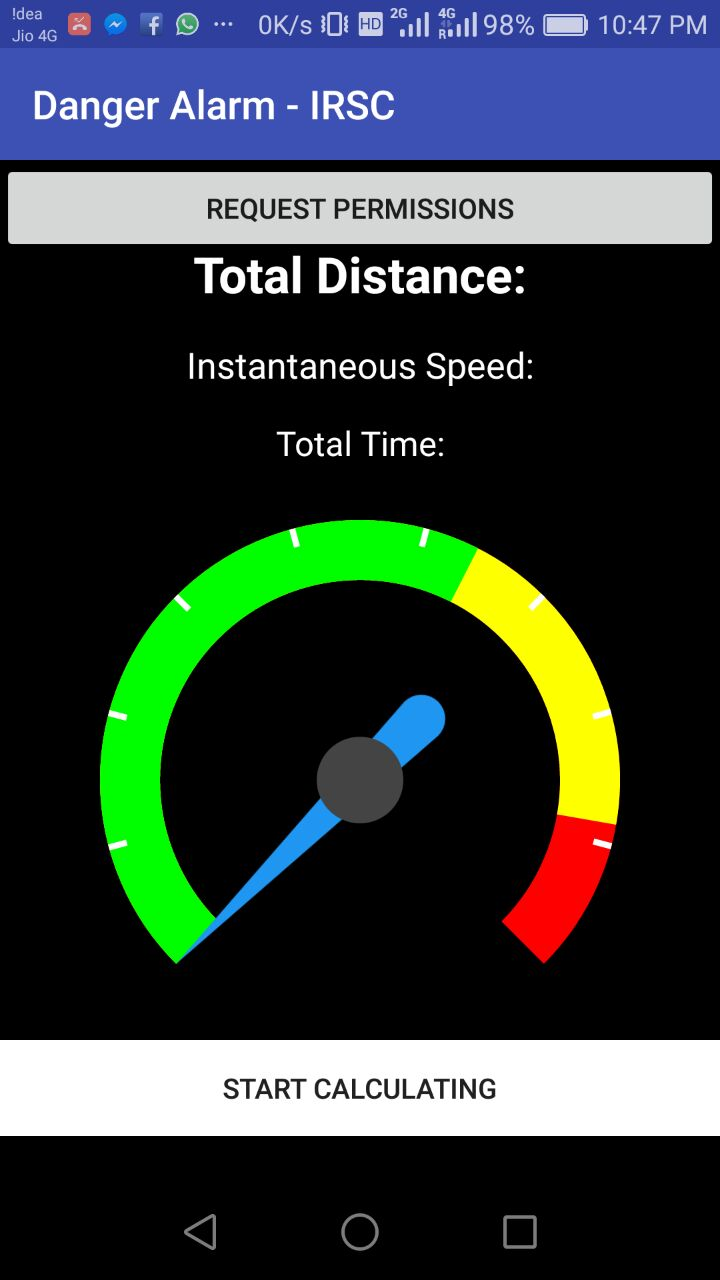 !dea
Jio 4G
0K/s HD 2G 4G R 98% 10:47 PM
Danger Alarm - IRSC
REQUEST PERMISSIONS
Total Distance:
Instantaneous Speed:
Total Time:
START CALCULATING